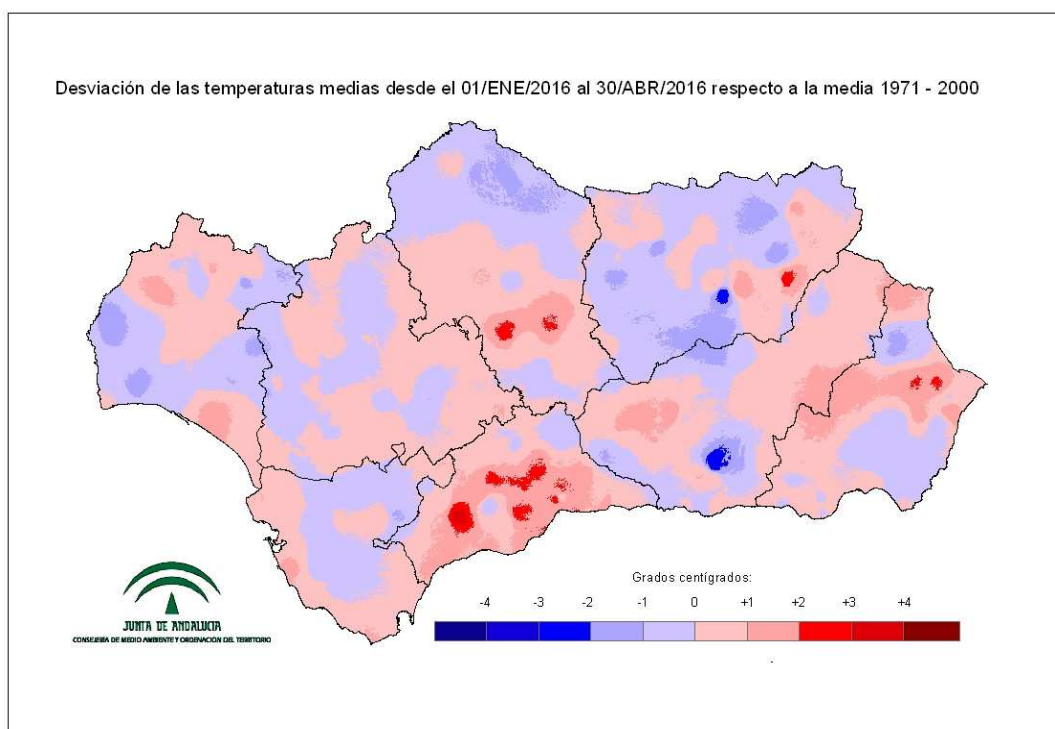 Desviación de las temperaturas medias desde el 01/ENE/2016 al 30/ABR/2016 respecto a la media 1971 - 2000
Grados centígrados:
-4 -3 -2 -1 0 +1 +2 +3 +4
JUNTA DE ANDALUCIA
CONSEJERÍA DE MEDIO AMBIENTE Y ORDENACIÓN DEL TERRITORIO